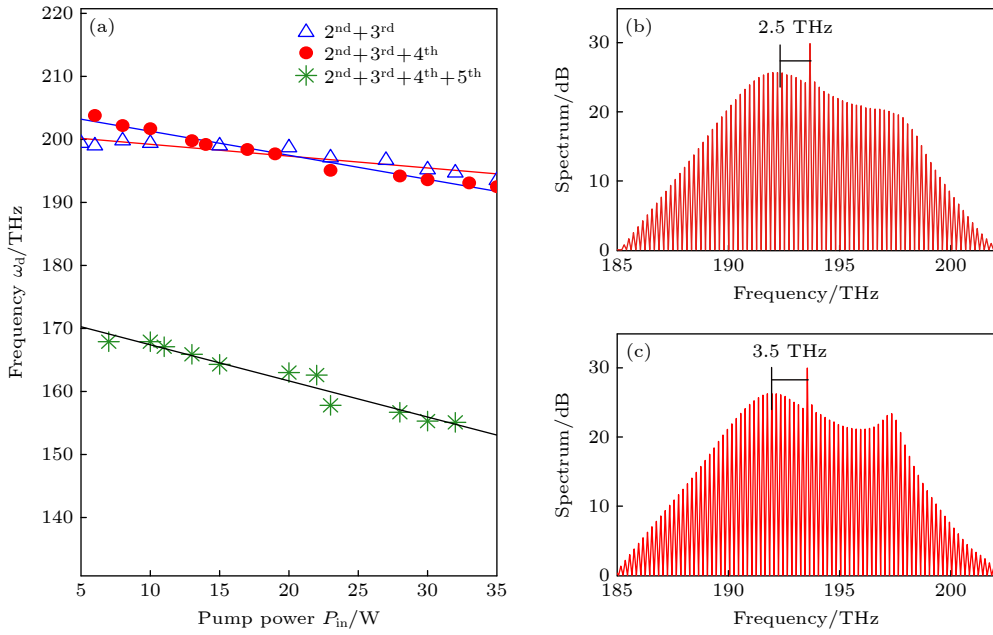 (a)
2ⁿᵈ+3ʳᵈ
2ⁿᵈ+3ʳᵈ+4ᵗʰ
2ⁿᵈ+3ʳᵈ+4ᵗʰ+5ᵗʰ
220
210
200
190
180
170
160
150
140
Frequency ω_d/THz
5 10 15 20 25 30 35
Pump power P_in/W
(b)
2.5 THz
30
20
10
0
Spectrum/dB
185 190 195 200
Frequency/THz
(c)
3.5 THz
30
20
10
0
Spectrum/dB
185 190 195 200
Frequency/THz